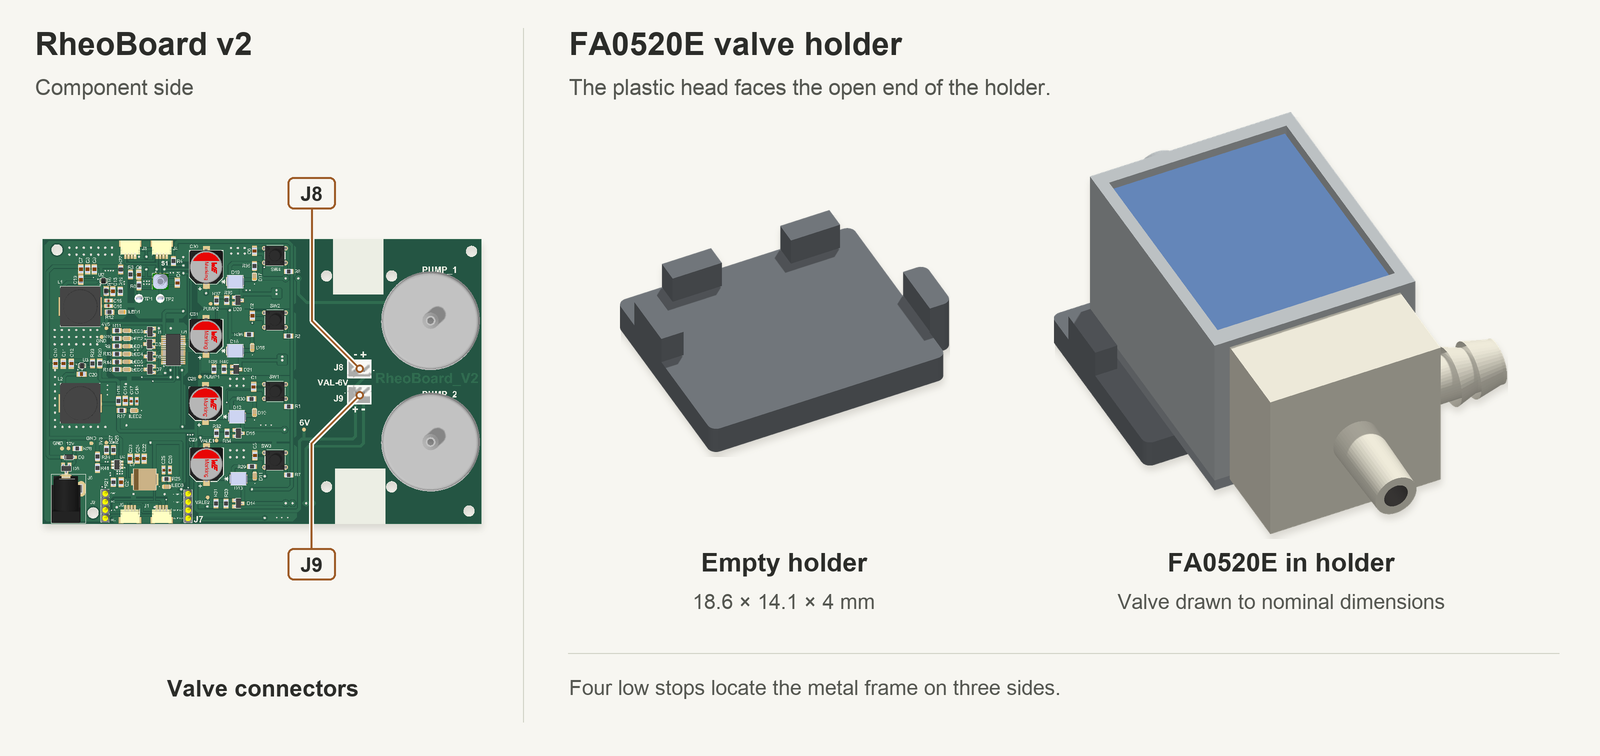 RheoBoard v2
Component side
J8
PUMP_1
- +
J8
VAL-6V
RheoBoard_V2
J9
+ -
PUMP_2
6V
J7
J9
Valve connectors
FA0520E valve holder
The plastic head faces the open end of the holder.
Empty holder
18.6 × 14.1 × 4 mm
FA0520E in holder
Valve drawn to nominal dimensions
Four low stops locate the metal frame on three sides.